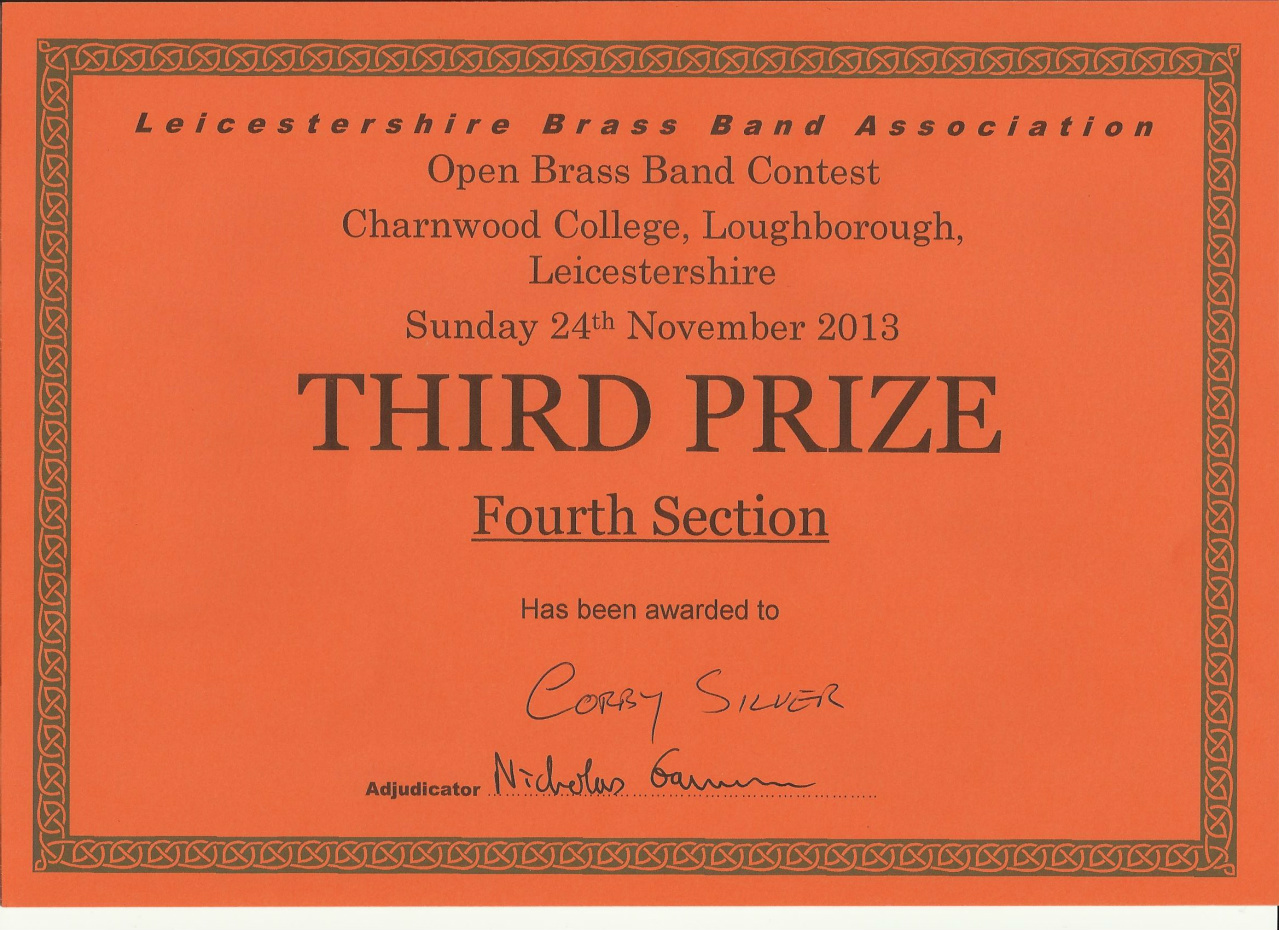 Leicestershire Brass Band Association
Open Brass Band Contest
Charnwood College, Loughborough,
Leicestershire
Sunday 24th November 2013
THIRD PRIZE
Fourth Section
Has been awarded to
CORBY SILVER
Adjudicator Nicholas